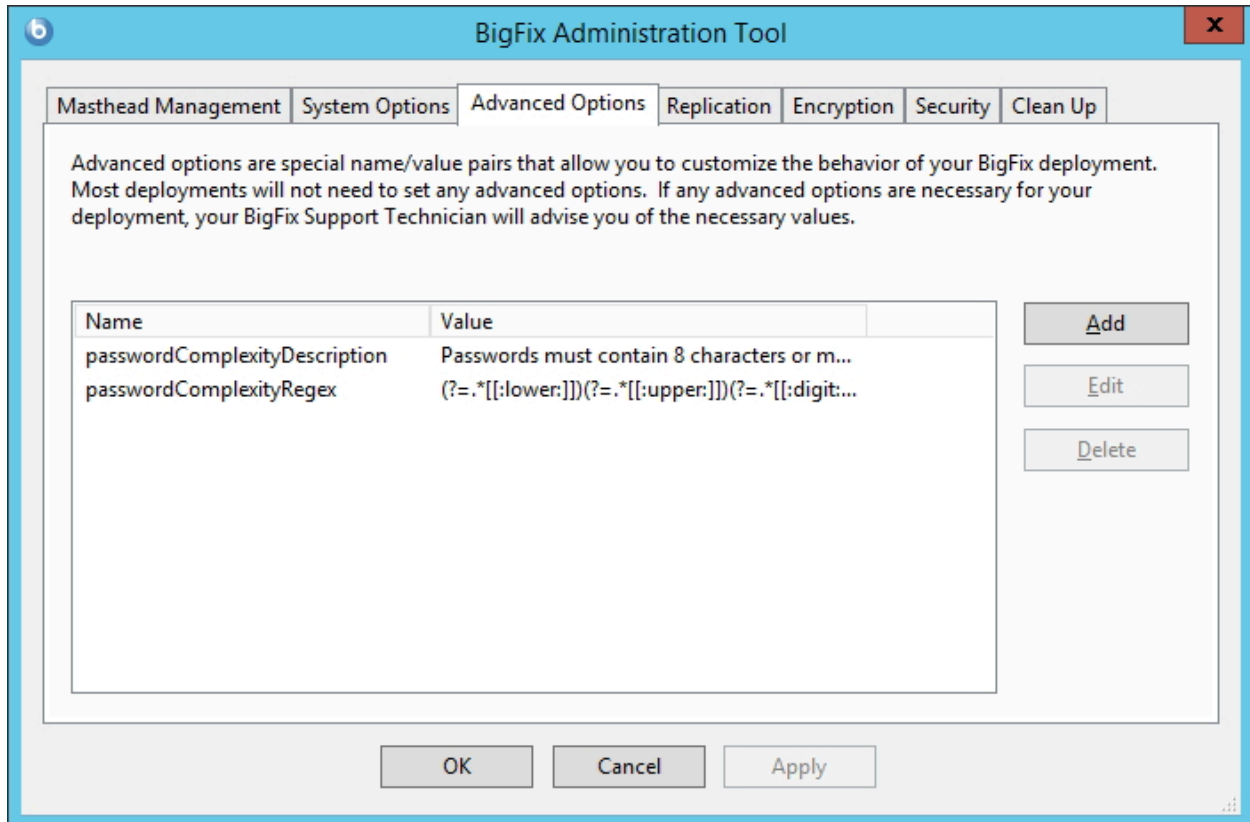 BigFix Administration Tool
x
Masthead Management System Options Advanced Options Replication Encryption Security Clean Up
Advanced options are special name/value pairs that allow you to customize the behavior of your BigFix deployment.
Most deployments will not need to set any advanced options.  If any advanced options are necessary for your
deployment, your BigFix Support Technician will advise you of the necessary values.
Name Value
passwordComplexityDescription Passwords must contain 8 characters or m...
passwordComplexityRegex (?=.*[[:lower:]])(?=.*[[:upper:]])(?=.*[[:digit:...
Add
Edit
Delete
OK Cancel Apply